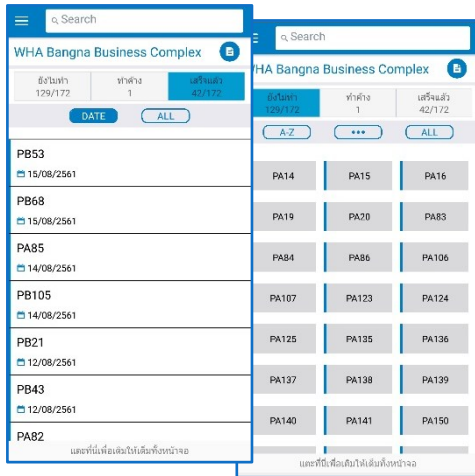 Search
WHA Bangna Business Complex
ยังไม่ทำ ทำค้าง เสร็จแล้ว
129/172 1 42/172
DATE ALL
PB53
15/08/2561
PB68
15/08/2561
PA85
14/08/2561
PB105
14/08/2561
PB21
12/08/2561
PB43
12/08/2561
PA82
แตะที่นี่เพื่อเติมให้เต็มทั้งหน้าจอ
Search
HA Bangna Business Complex
ยังไม่ทำ ทำค้าง เสร็จแล้ว
129/172 1 42/172
A-Z ••• ALL
PA14 PA15 PA16
PA19 PA20 PA83
PA84 PA86 PA106
PA107 PA123 PA124
PA125 PA135 PA136
PA137 PA138 PA139
PA140 PA141 PA150
แตะที่นี่เพื่อเติมให้เต็มทั้งหน้าจอ